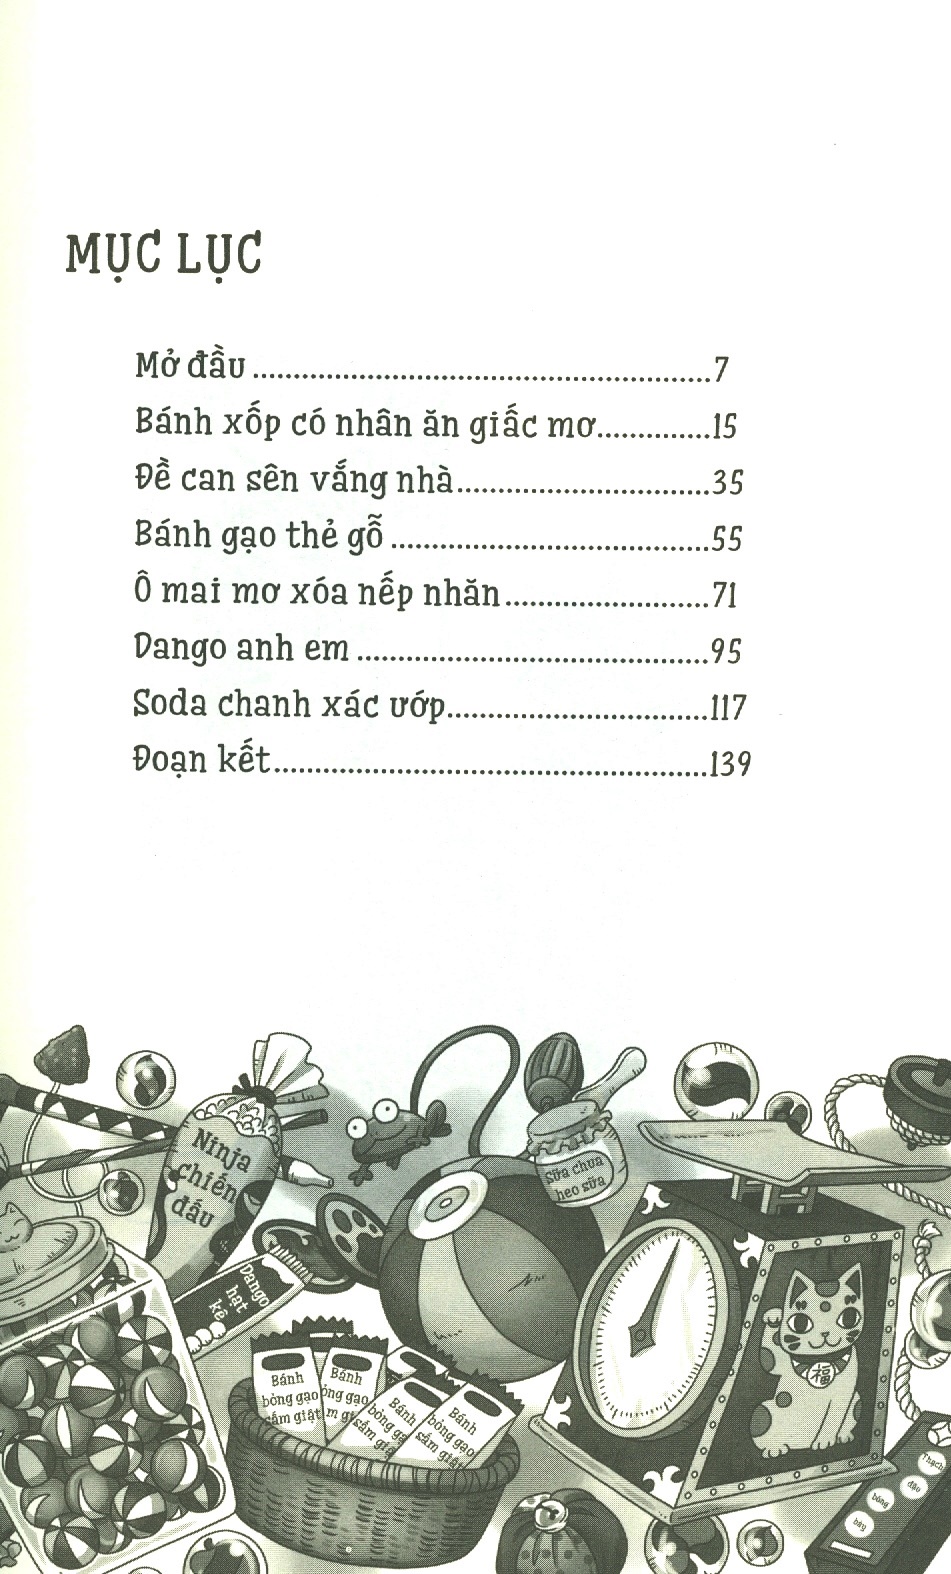 MỤC LỤC
Mở đầu ........................................................7
Bánh xốp có nhân ăn giấc mơ..............15
Đề can sên vắng nhà...............................35
Bánh gạo thẻ gỗ .......................................55
Ô mai mơ xóa nếp nhăn.........................71
Dango anh em ...........................................95
Soda chanh xác ướp................................117
Đoạn kết.....................................................139
Ninja
chiến
đấu
Sữa chua
heo sữa
Dango
hạt
kê
Bánh
bỏng gạo
sấm giật
Bánh
bỏng gạo
Bánh
bỏng gạo
sấm giật
Bánh
bỏng gạo
sấm giật
福
Thạch
đậu
bóng
bay